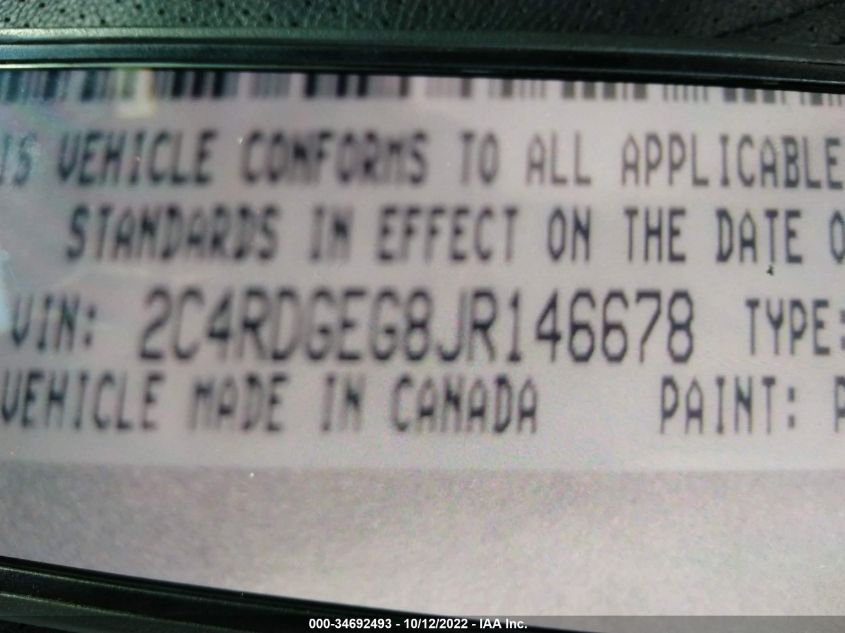 IS VEHICLE CONFORMS TO ALL APPLICABLE
STANDARDS IN EFFECT ON THE DATE O
VIN: 2C4RDGEG8JR146678 TYPE:
VEHICLE MADE IN CANADA PAINT: P
000-34692493 - 10/12/2022 - IAA Inc.